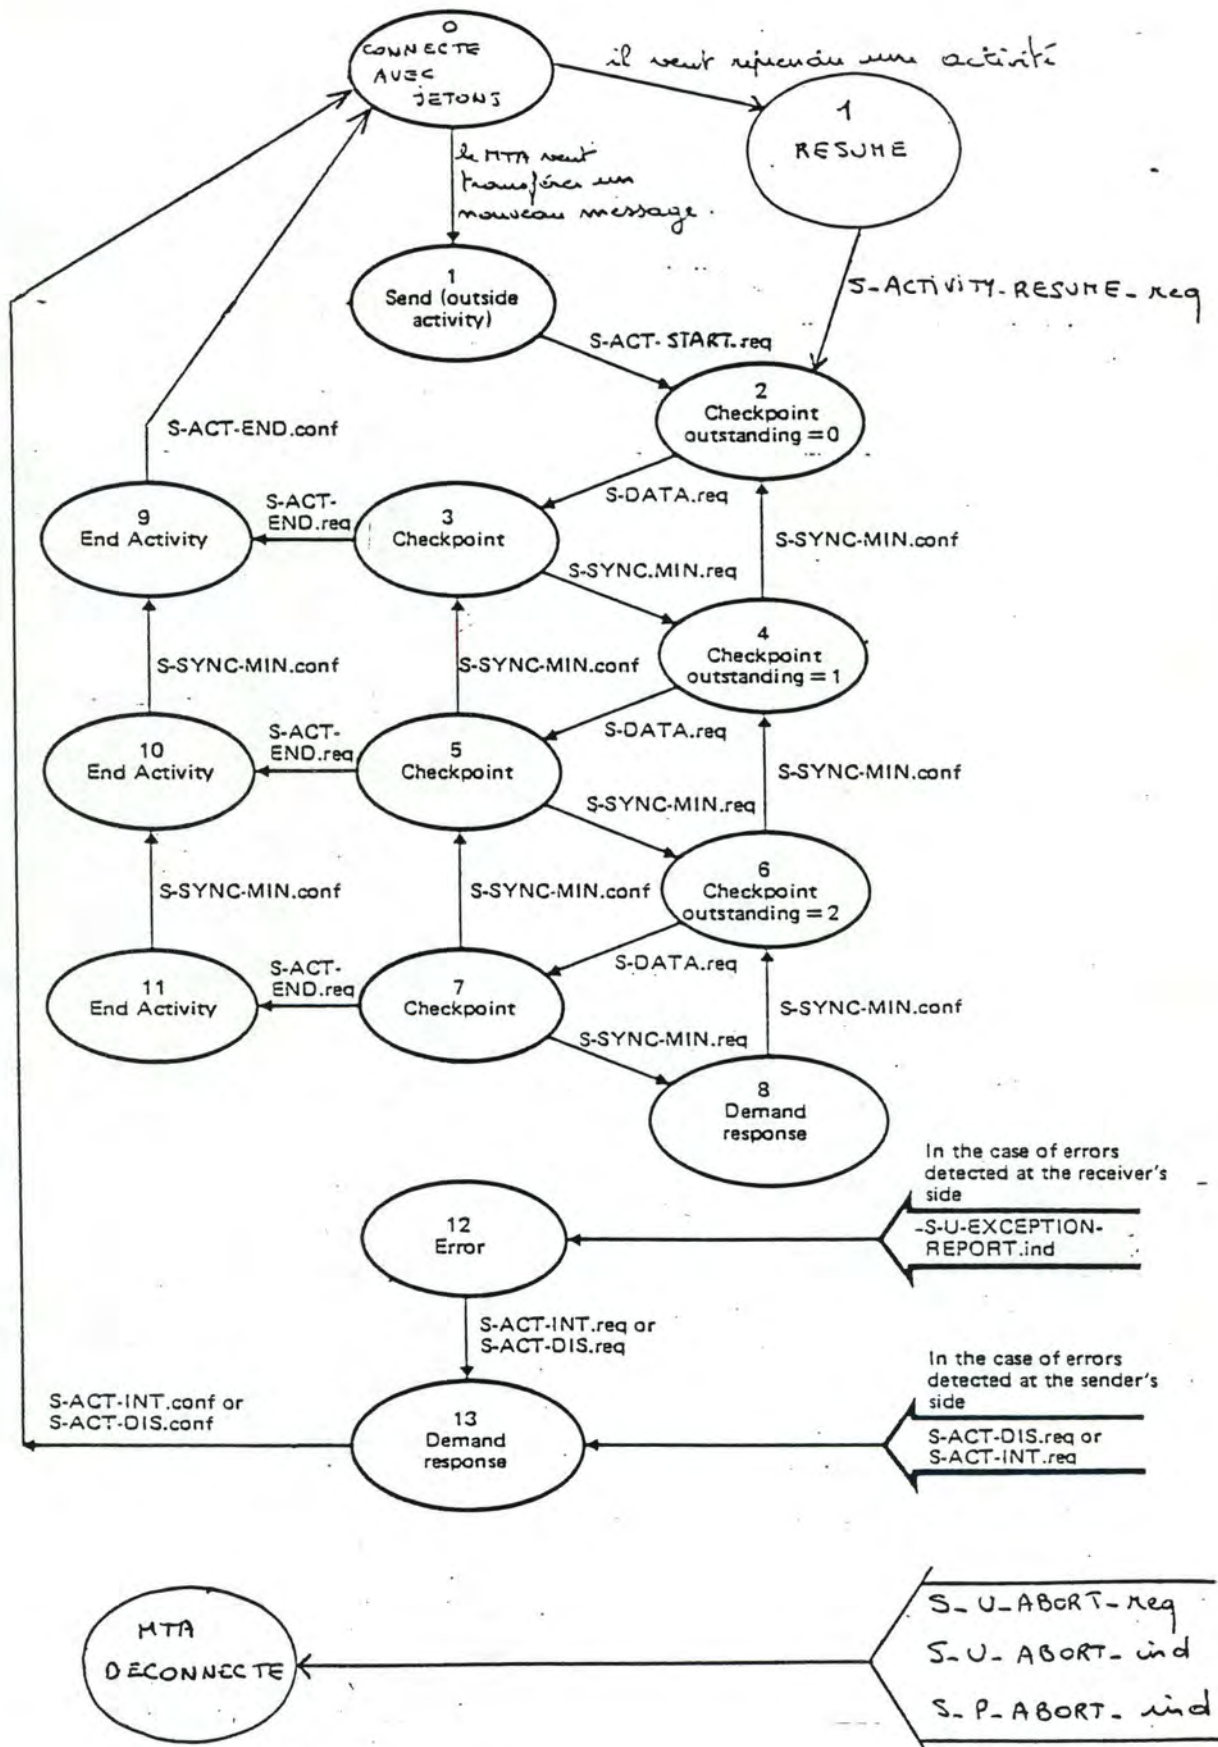 0
CONNECTE
AVEC
JETONS
il veut reprendre une activité
1
RESUME
le MTA veut
transférer un
nouveau message.
1
Send (outside
activity)
S-ACTIVITY-RESUME_req
S-ACT-START.req
2
Checkpoint
outstanding = 0
S-ACT-END.conf
S-DATA.req
S-ACT-
END.req
9
End Activity
3
Checkpoint
S-SYNC-MIN.conf
S-SYNC.MIN.req
4
Checkpoint
outstanding = 1
S-SYNC-MIN.conf
S-SYNC-MIN.conf
S-DATA.req
S-ACT-
END.req
10
End Activity
5
Checkpoint
S-SYNC-MIN.conf
S-SYNC-MIN.req
6
Checkpoint
outstanding = 2
S-SYNC-MIN.conf
S-SYNC-MIN.conf
S-DATA.req
S-ACT-
END.req
11
End Activity
7
Checkpoint
S-SYNC-MIN.conf
S-SYNC-MIN.req
8
Demand
response
In the case of errors
detected at the receiver's
side
-S-U-EXCEPTION-
REPORT.ind
12
Error
S-ACT-INT.req or
S-ACT-DIS.req
In the case of errors
detected at the sender's
side
S-ACT-DIS.req or
S-ACT-INT.req
S-ACT-INT.conf or
S-ACT-DIS.conf
13
Demand
response
MTA
DECONNECTE
S_U_ABORT_req
S_U_ABORT_ind
S_P_ABORT_ind